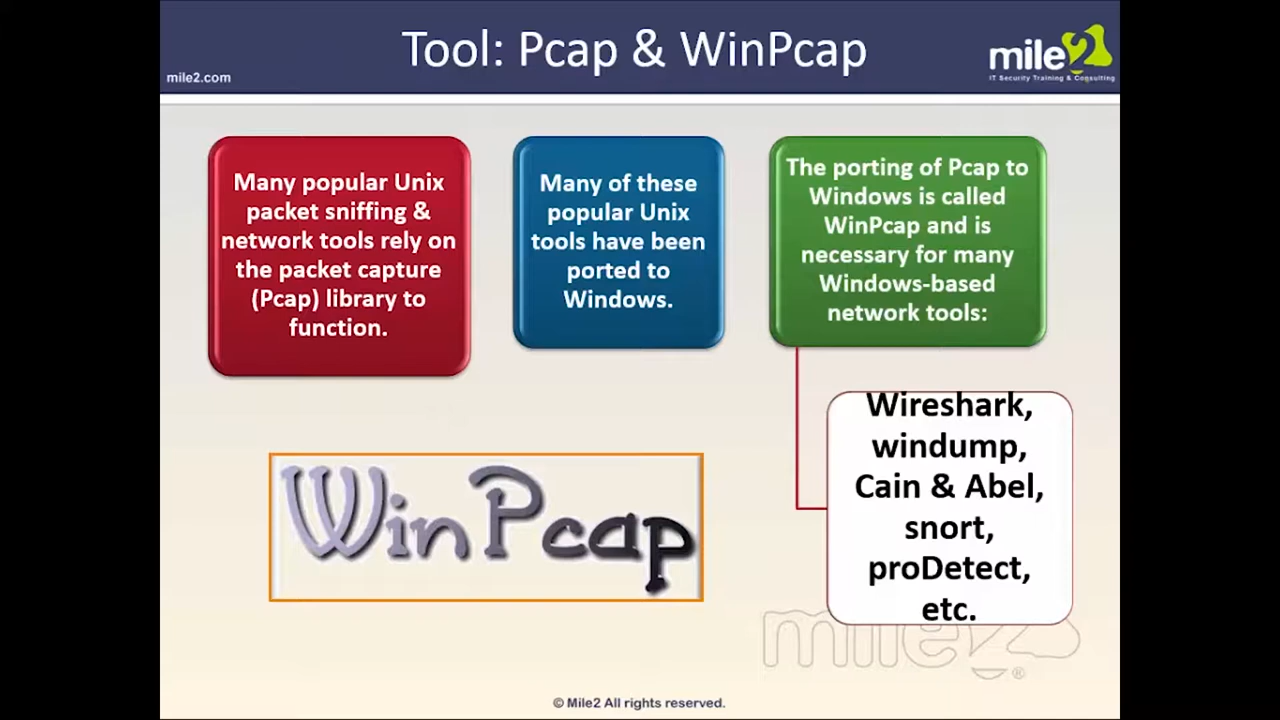 Tool: Pcap & WinPcap
mile2.com
mile2
IT Security Training & Consulting
Many popular Unix
packet sniffing &
network tools rely on
the packet capture
(Pcap) library to
function.
Many of these
popular Unix
tools have been
ported to
Windows.
The porting of Pcap to
Windows is called
WinPcap and is
necessary for many
Windows-based
network tools:
Wireshark,
windump,
Cain & Abel,
snort,
proDetect,
etc.
WinPcap
mile2
®
© Mile2 All rights reserved.